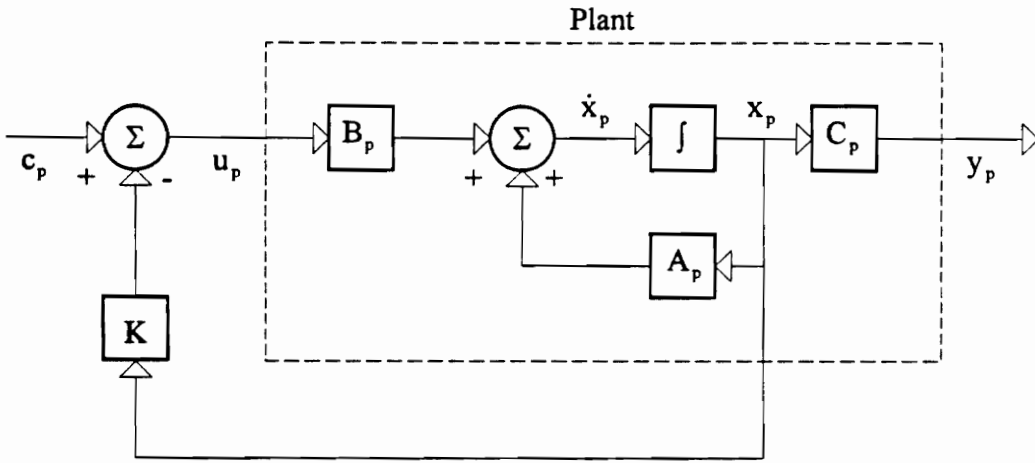 Plant
c_p
+
Σ
-
u_p
B_p
+
Σ
+
ẋ_p
∫
x_p
C_p
y_p
A_p
K